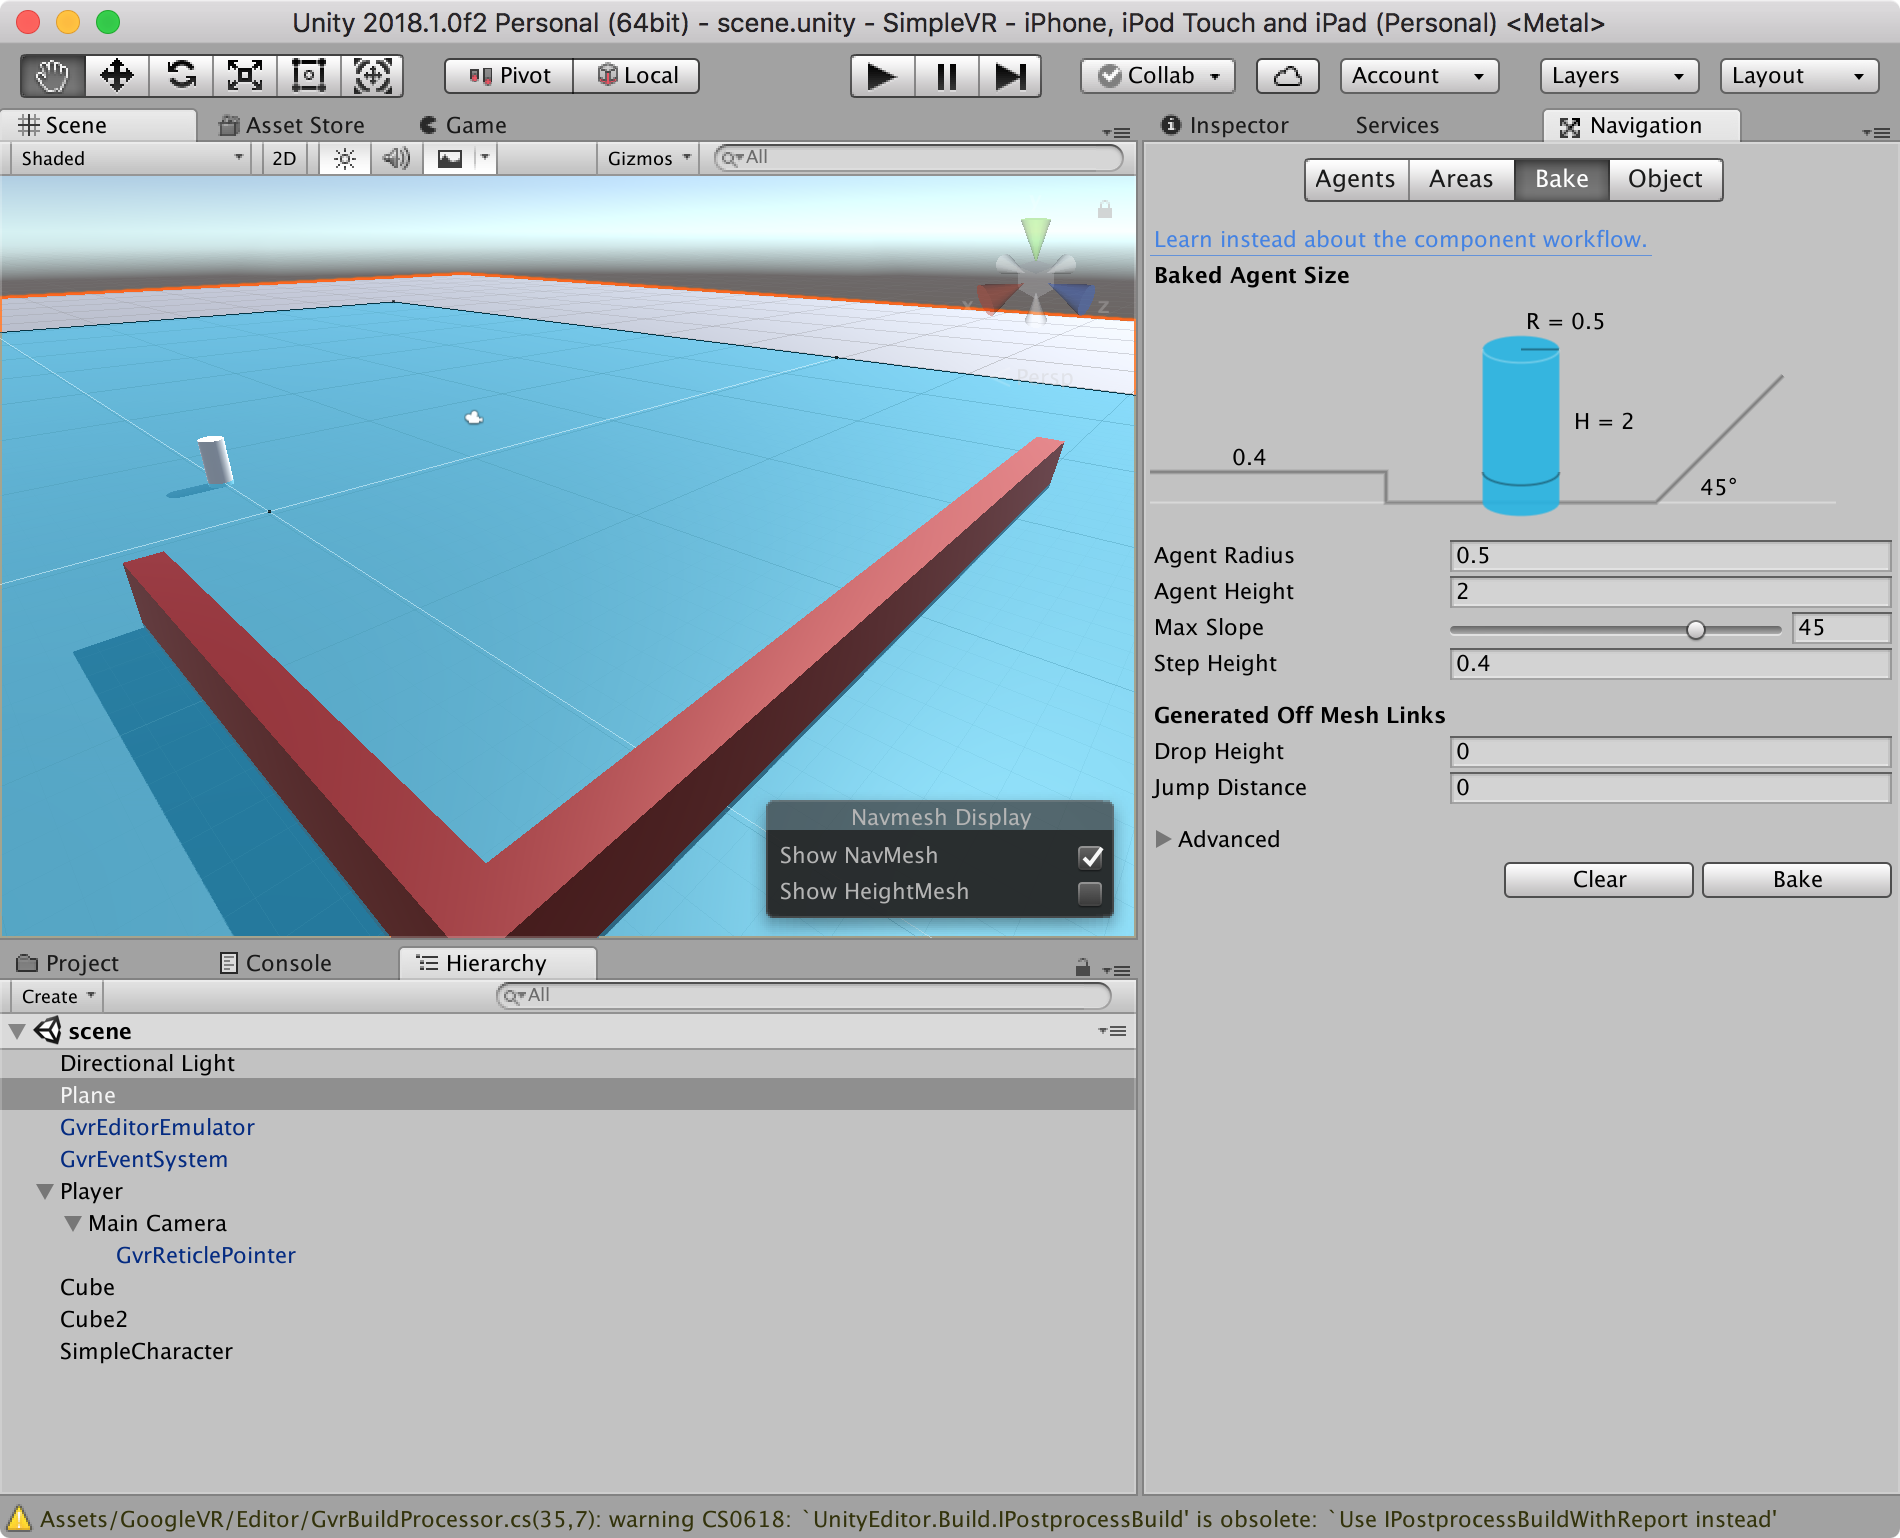 Unity 2018.1.0f2 Personal (64bit) - scene.unity - SimpleVR - iPhone, iPod Touch and iPad (Personal) <Metal>
Pivot Local Collab Account Layers Layout
Scene Asset Store Game
Shaded 2D Gizmos All
x z
Persp
Inspector Services Navigation
Agents Areas Bake Object
Learn instead about the component workflow.
Baked Agent Size
R = 0.5
H = 2
0.4
45°
Agent Radius 0.5
Agent Height 2
Max Slope 45
Step Height 0.4
Generated Off Mesh Links
Drop Height 0
Jump Distance 0
Advanced
Clear Bake
Navmesh Display
Show NavMesh
Show HeightMesh
Project Console Hierarchy
Create All
scene
Directional Light
Plane
GvrEditorEmulator
GvrEventSystem
Player
Main Camera
GvrReticlePointer
Cube
Cube2
SimpleCharacter
Assets/GoogleVR/Editor/GvrBuildProcessor.cs(35,7): warning CS0618: `UnityEditor.Build.IPostprocessBuild' is obsolete: `Use IPostprocessBuildWithReport instead'